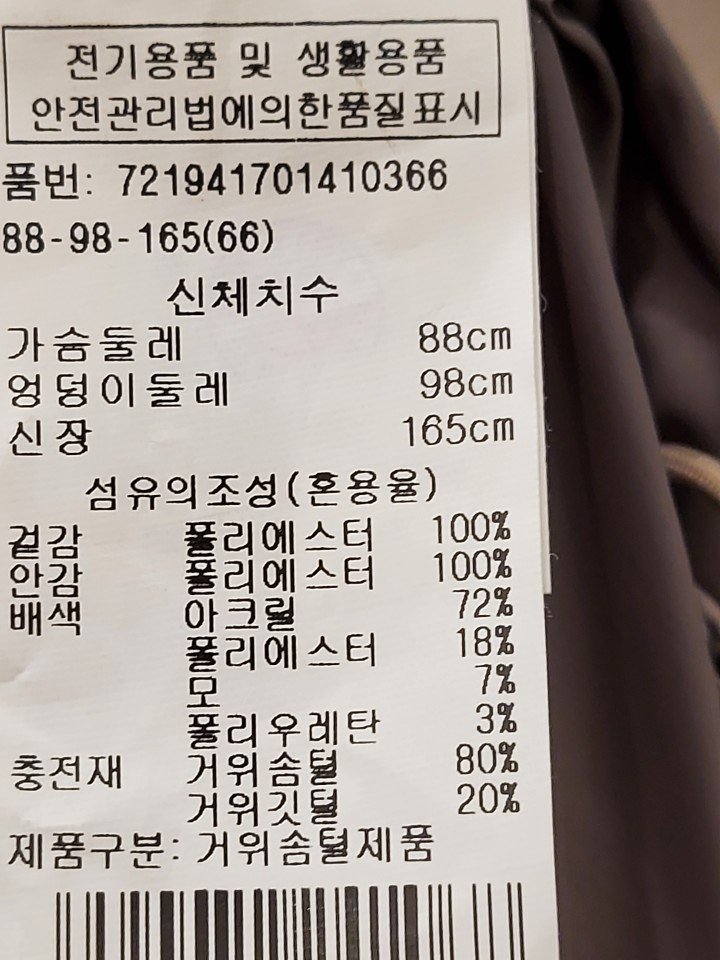 전기용품 및 생활용품
안전관리법에의한품질표시
품번: 721941701410366
88-98-165(66)
신체치수
가슴둘레 88cm
엉덩이둘레 98cm
신장 165cm
섬유의조성(혼용율)
겉감 폴리에스터 100%
안감 폴리에스터 100%
배색 아크릴 72%
폴리에스터 18%
모 7%
폴리우레탄 3%
충전재 거위솜털 80%
거위깃털 20%
제품구분: 거위솜털제품